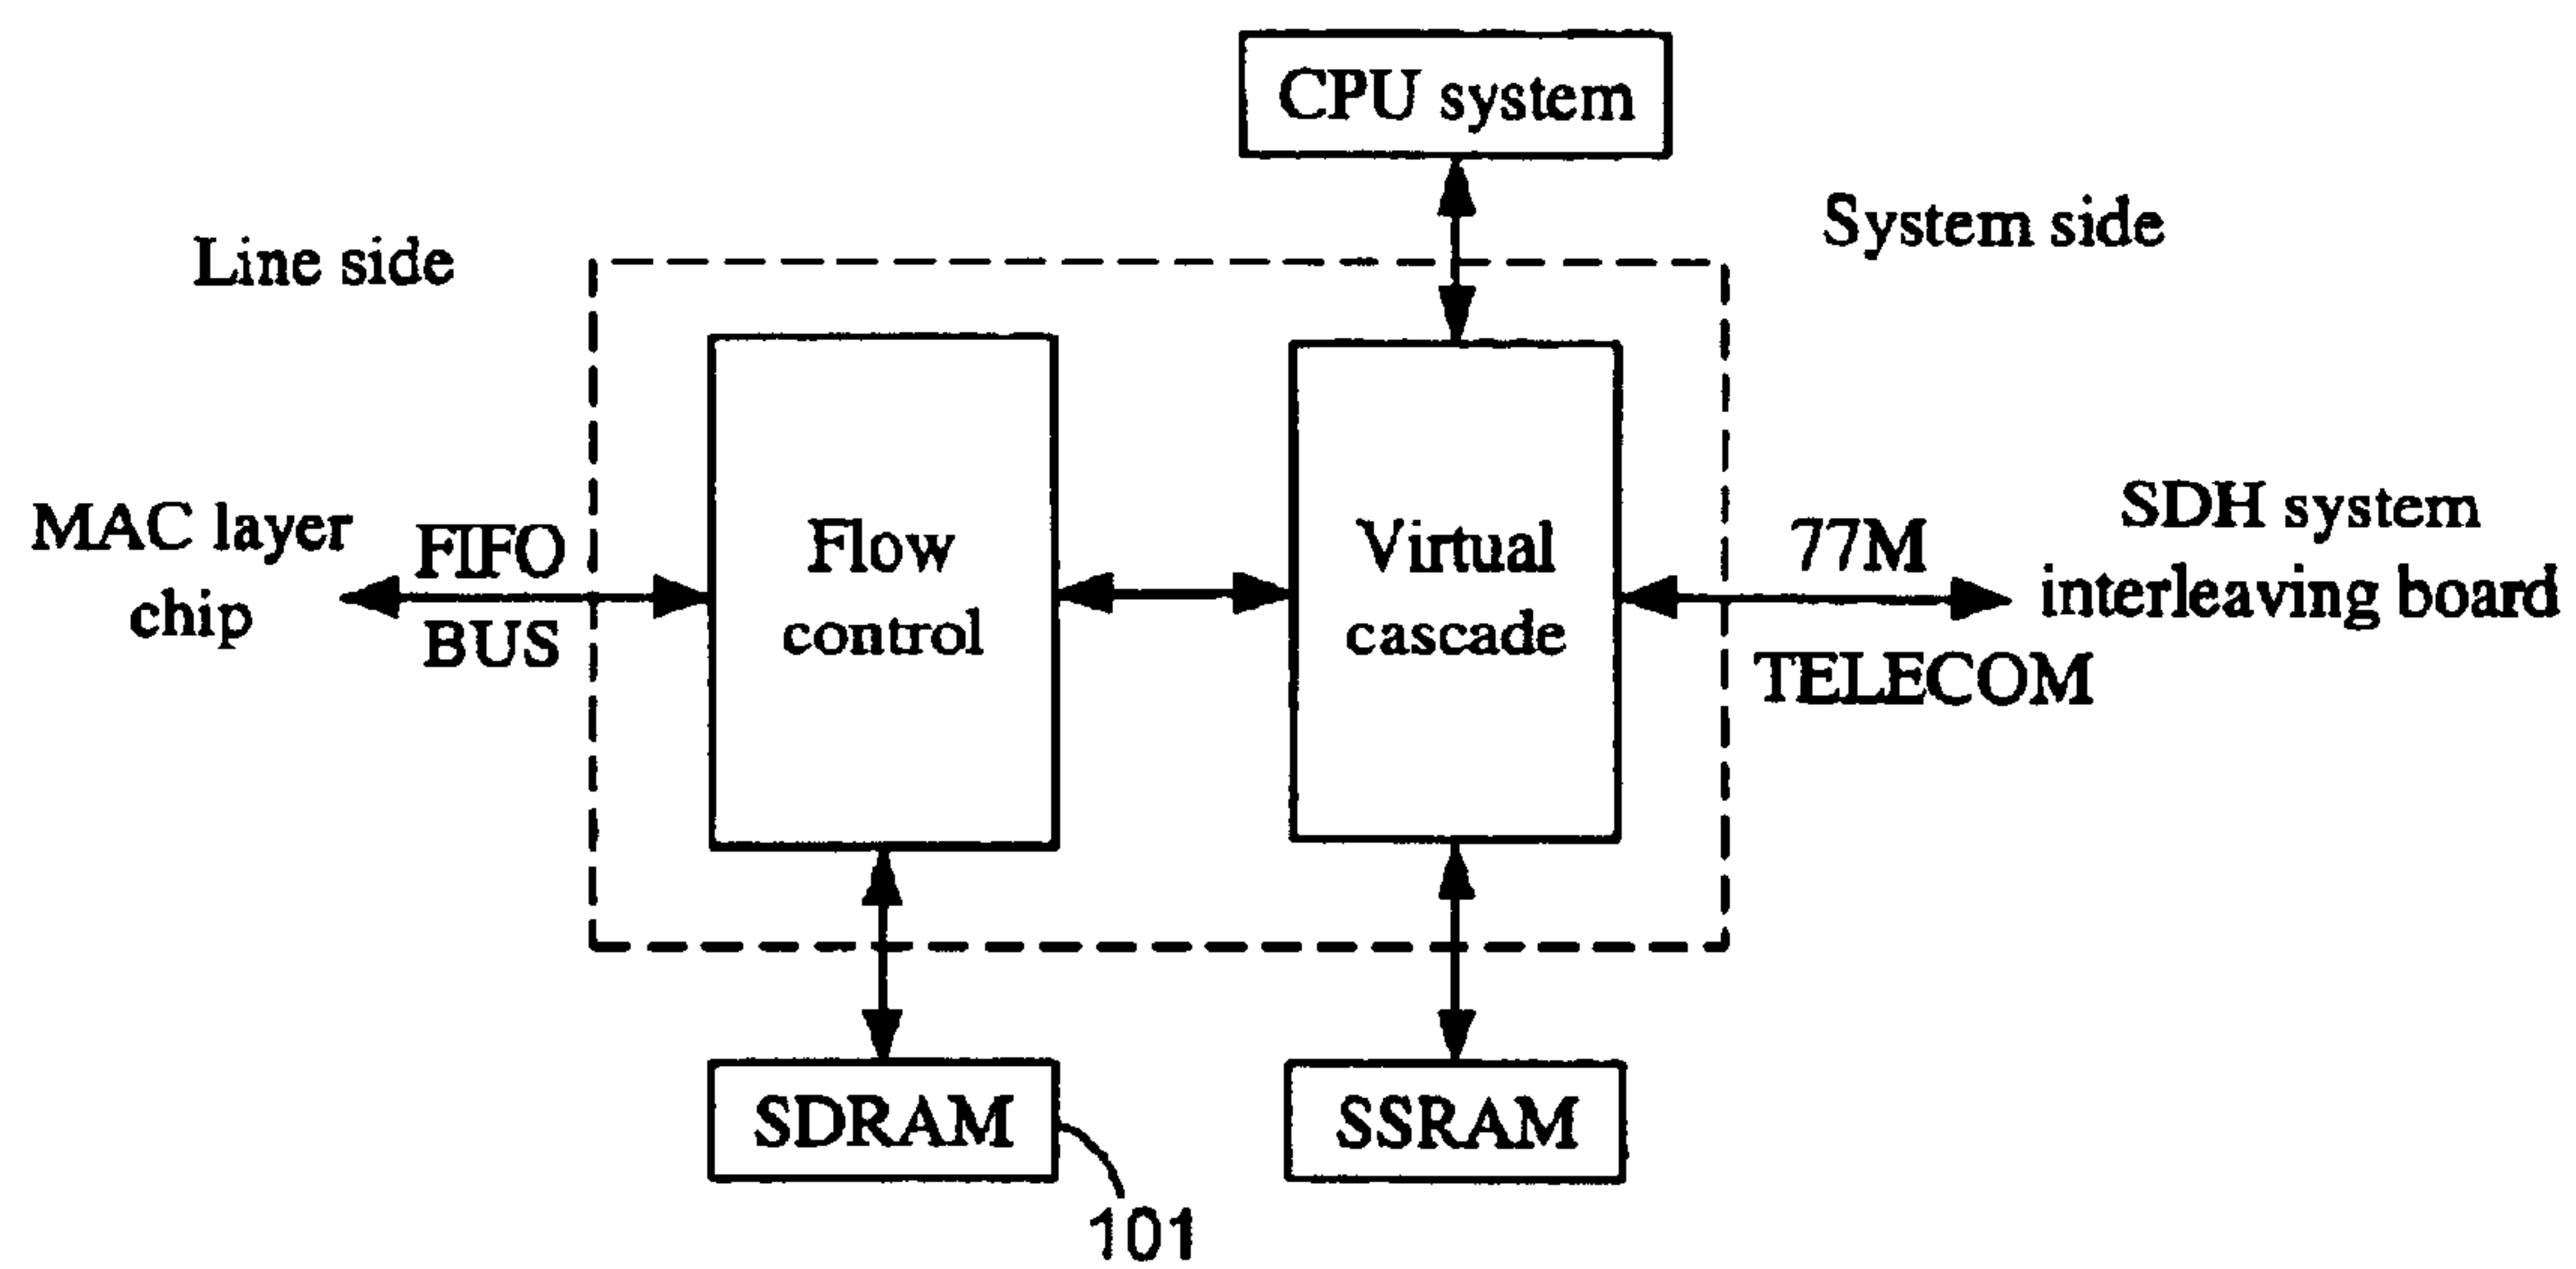 CPU system
Line side
System side
MAC layer
chip
FIFO
BUS
Flow
control
Virtual
cascade
77M
TELECOM
SDH system
interleaving board
SDRAM
SSRAM
101